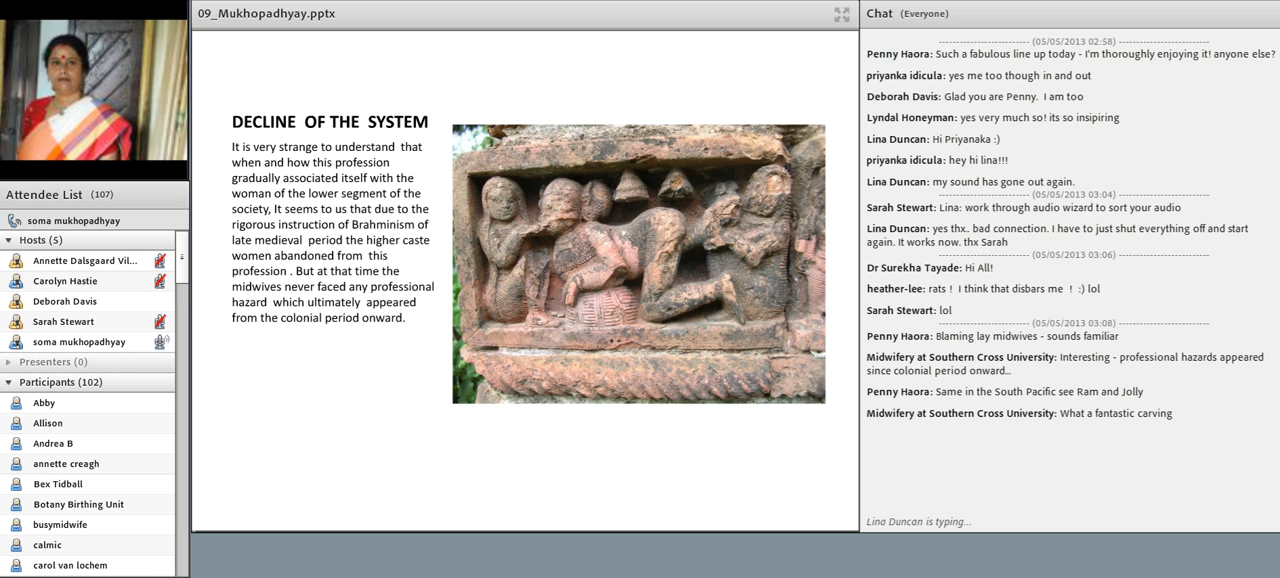 09_Mukhopadhyay.pptx
Attendee List (107)
soma mukhopadhyay
Hosts (5)
Annette Dalsgaard Vil...
Carolyn Hastie
Deborah Davis
Sarah Stewart
soma mukhopadhyay
Presenters (0)
Participants (102)
Abby
Allison
Andrea B
annette creagh
Bex Tidball
Botany Birthing Unit
busymidwife
calmic
carol van lochem
DECLINE OF THE SYSTEM
It is very strange to understand that
when and how this profession
gradually associated itself with the
woman of the lower segment of the
society, It seems to us that due to the
rigorous instruction of Brahminism of
late medieval period the higher caste
women abandoned from this
profession . But at that time the
midwives never faced any professional
hazard which ultimately appeared
from the colonial period onward.
Chat (Everyone)
------------------------ (05/05/2013 02:58) ------------------------
Penny Haora: Such a fabulous line up today - I'm thoroughly enjoying it! anyone else?
priyanka idicula: yes me too though in and out
Deborah Davis: Glad you are Penny. I am too
Lyndal Honeyman: yes very much so! its so insipiring
Lina Duncan: Hi Priyanaka :)
priyanka idicula: hey hi lina!!!
Lina Duncan: my sound has gone out again.
------------------------ (05/05/2013 03:04) ------------------------
Sarah Stewart: Lina: work through audio wizard to sort your audio
Lina Duncan: yes thx.. bad connection. I have to just shut everything off and start
again. It works now. thx Sarah
------------------------ (05/05/2013 03:06) ------------------------
Dr Surekha Tayade: Hi All!
heather-lee: rats ! I think that disbars me ! :) lol
Sarah Stewart: lol
------------------------ (05/05/2013 03:08) ------------------------
Penny Haora: Blaming lay midwives - sounds familiar
Midwifery at Southern Cross University: Interesting - professional hazards appeared
since colonial period onward...
Penny Haora: Same in the South Pacific see Ram and Jolly
Midwifery at Southern Cross University: What a fantastic carving
Lina Duncan is typing...